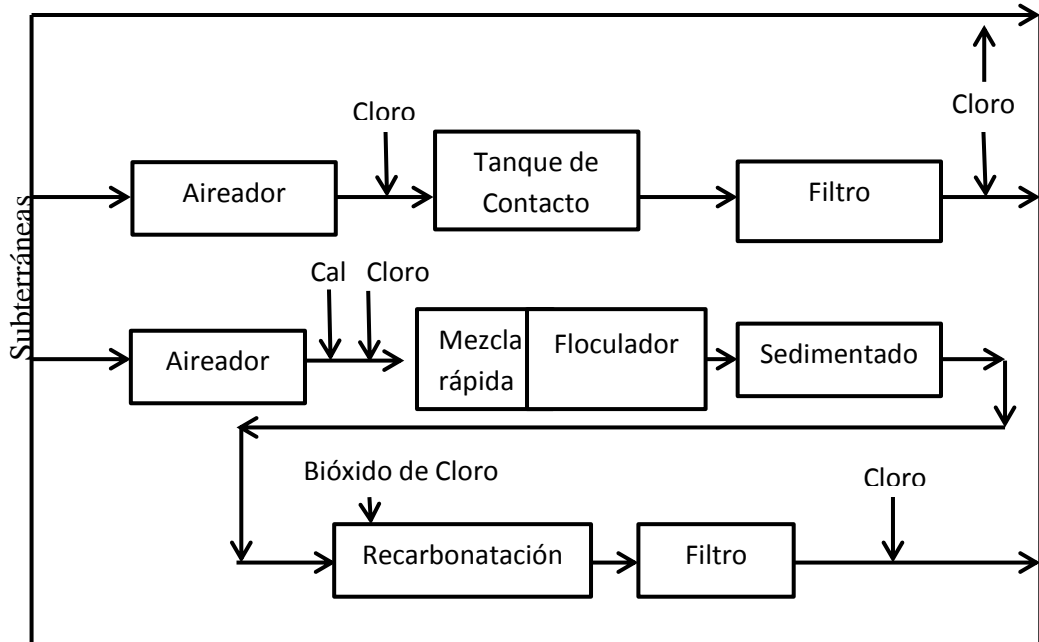 Cloro
Cloro
Aireador
Tanque de
Contacto
Filtro
Subterráneas
Cal
Cloro
Aireador
Mezcla
rápida
Floculador
Sedimentado
Bióxido de Cloro
Cloro
Recarbonatación
Filtro